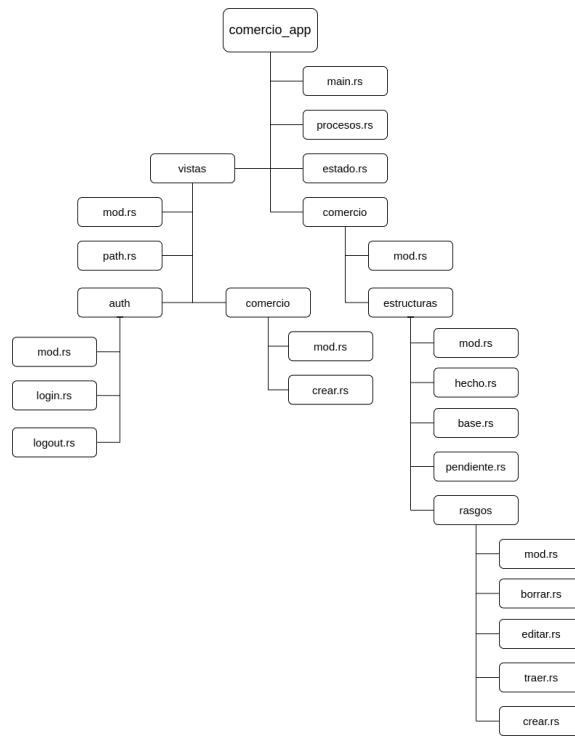 comercio_app
main.rs
procesos.rs
vistas
estado.rs
mod.rs
comercio
path.rs
mod.rs
auth
comercio
estructuras
mod.rs
mod.rs
mod.rs
login.rs
crear.rs
hecho.rs
base.rs
logout.rs
pendiente.rs
rasgos
mod.rs
borrar.rs
editar.rs
traer.rs
crear.rs